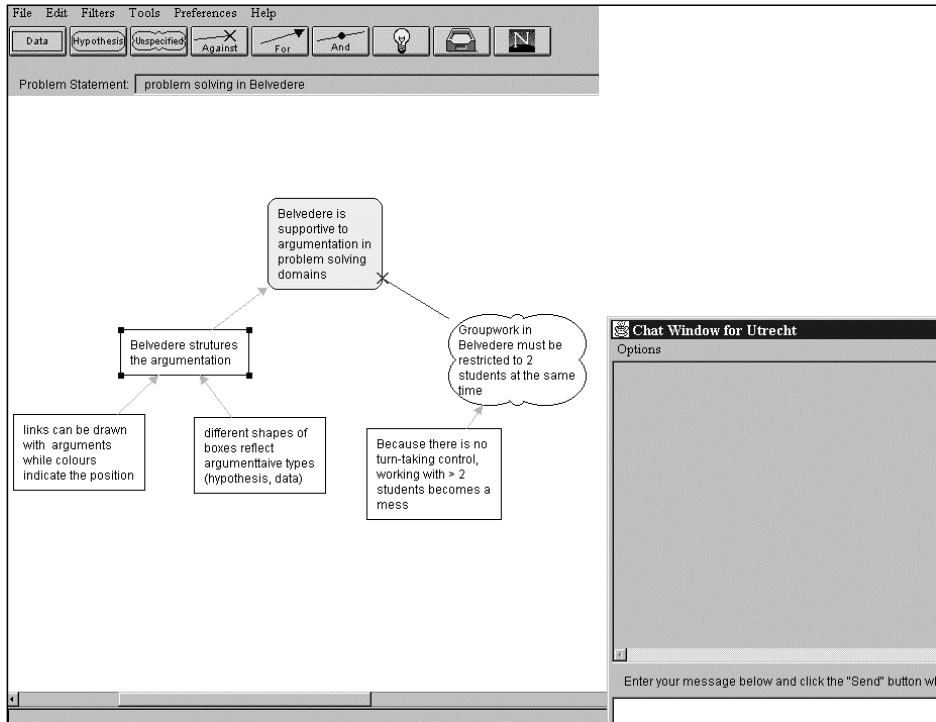 File Edit Filters Tools Preferences Help
Data Hypothesis Unspecified Against For And N
Problem Statement: problem solving in Belvedere
Belvedere is
supportive to
argumentation in
problem solving
domains
Belvedere strutures
the argumentation
Groupwork in
Belvedere must be
restricted to 2
students at the same
time
links can be drawn
with arguments
while colours
indicate the position
different shapes of
boxes reflect
argumenttaive types
(hypothesis, data)
Because there is no
turn-taking control,
working with > 2
students becomes a
mess
Chat Window for Utrecht
Options
Enter your message below and click the "Send" button wh